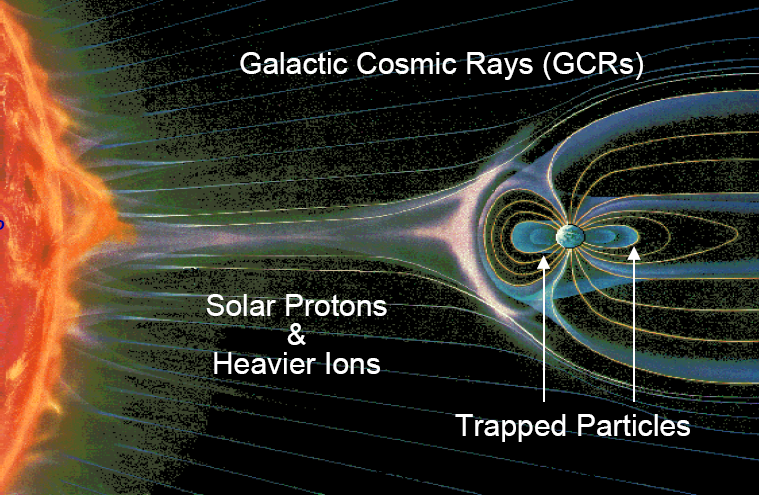 Galactic Cosmic Rays (GCRs)
Solar Protons
&
Heavier Ions
Trapped Particles